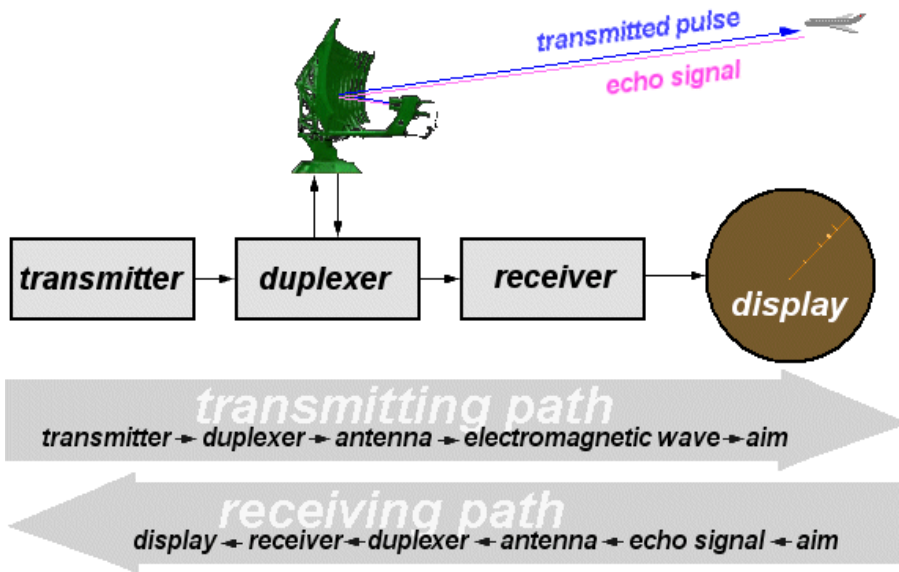 transmitted pulse
echo signal
transmitter
duplexer
receiver
display
transmitting path
transmitter → duplexer → antenna → electromagnetic wave → aim
receiving path
display ← receiver ← duplexer ← antenna ← echo signal ← aim